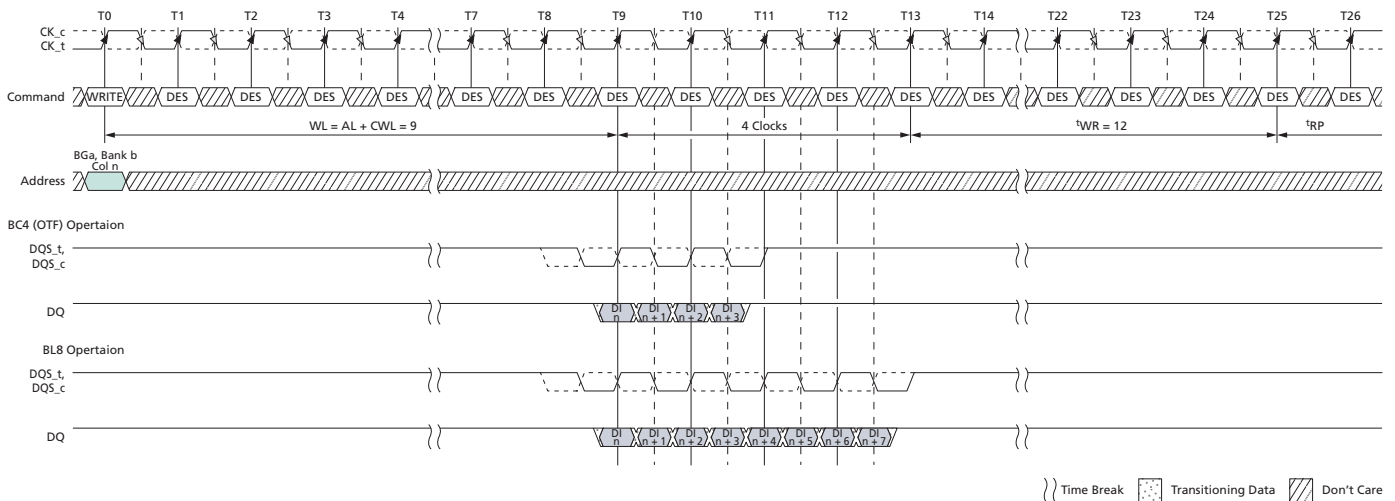 T0 T1 T2 T3 T4 T7 T8 T9 T10 T11 T12 T13 T14 T22 T23 T24 T25 T26
CK_c
CK_t
Command WRITE DES DES DES DES DES DES DES DES DES DES DES DES DES DES DES DES DES
WL = AL + CWL = 9 4 Clocks tWR = 12 tRP
BGa, Bank b
Col n
Address
BC4 (OTF) Opertaion
DQS_t,
DQS_c
DQ DI n DI n + 1 DI n + 2 DI n + 3
BL8 Opertaion
DQS_t,
DQS_c
DQ DI n DI n + 1 DI n + 2 DI n + 3 DI n + 4 DI n + 5 DI n + 6 DI n + 7
Time Break Transitioning Data Don't Care